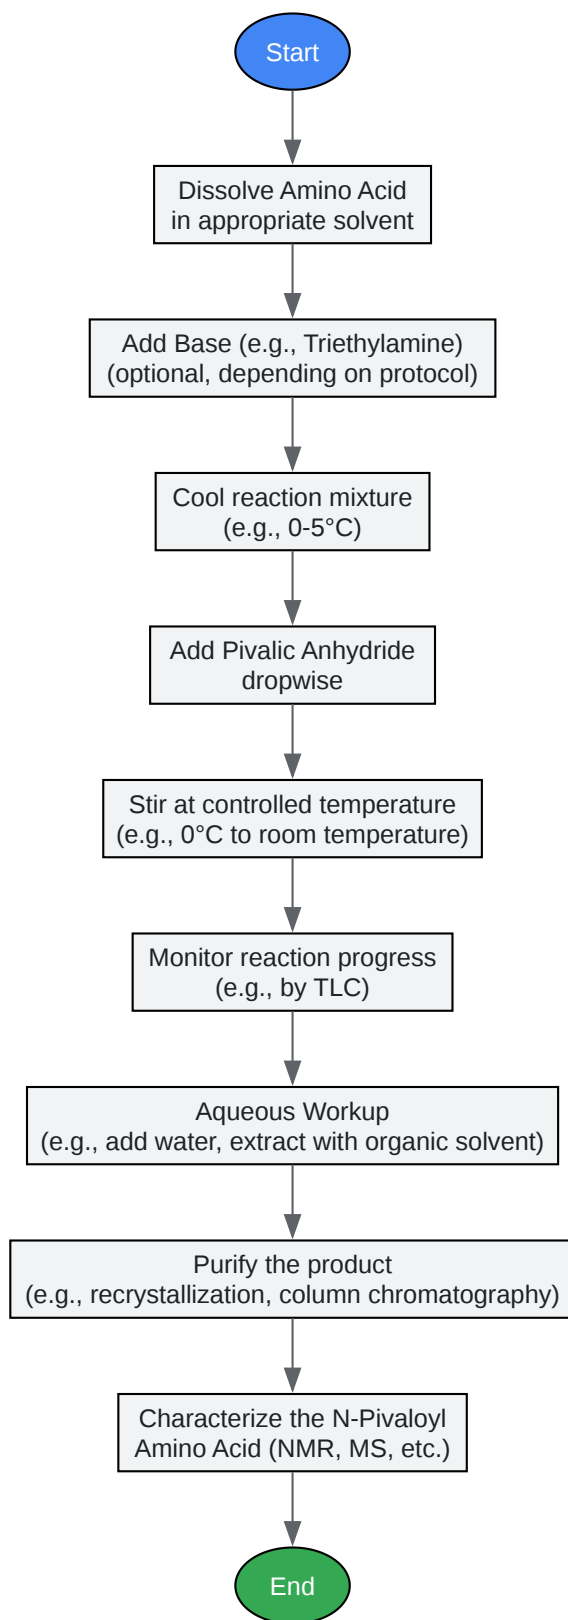 Start
Dissolve Amino Acid
in appropriate solvent
Add Base (e.g., Triethylamine)
(optional, depending on protocol)
Cool reaction mixture
(e.g., 0-5°C)
Add Pivalic Anhydride
dropwise
Stir at controlled temperature
(e.g., 0°C to room temperature)
Monitor reaction progress
(e.g., by TLC)
Aqueous Workup
(e.g., add water, extract with organic solvent)
Purify the product
(e.g., recrystallization, column chromatography)
Characterize the N-Pivaloyl
Amino Acid (NMR, MS, etc.)
End